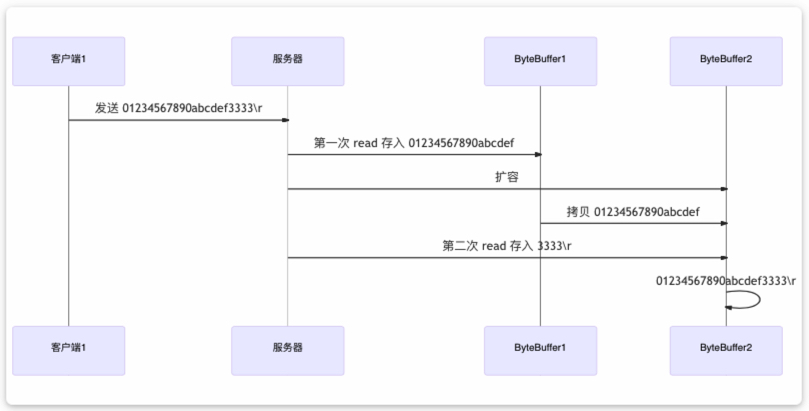 客户端1
服务器
ByteBuffer1
ByteBuffer2
发送 01234567890abcdef3333\r
第一次 read 存入 01234567890abcdef
扩容
拷贝 01234567890abcdef
第二次 read 存入 3333\r
01234567890abcdef3333\r
客户端1
服务器
ByteBuffer1
ByteBuffer2